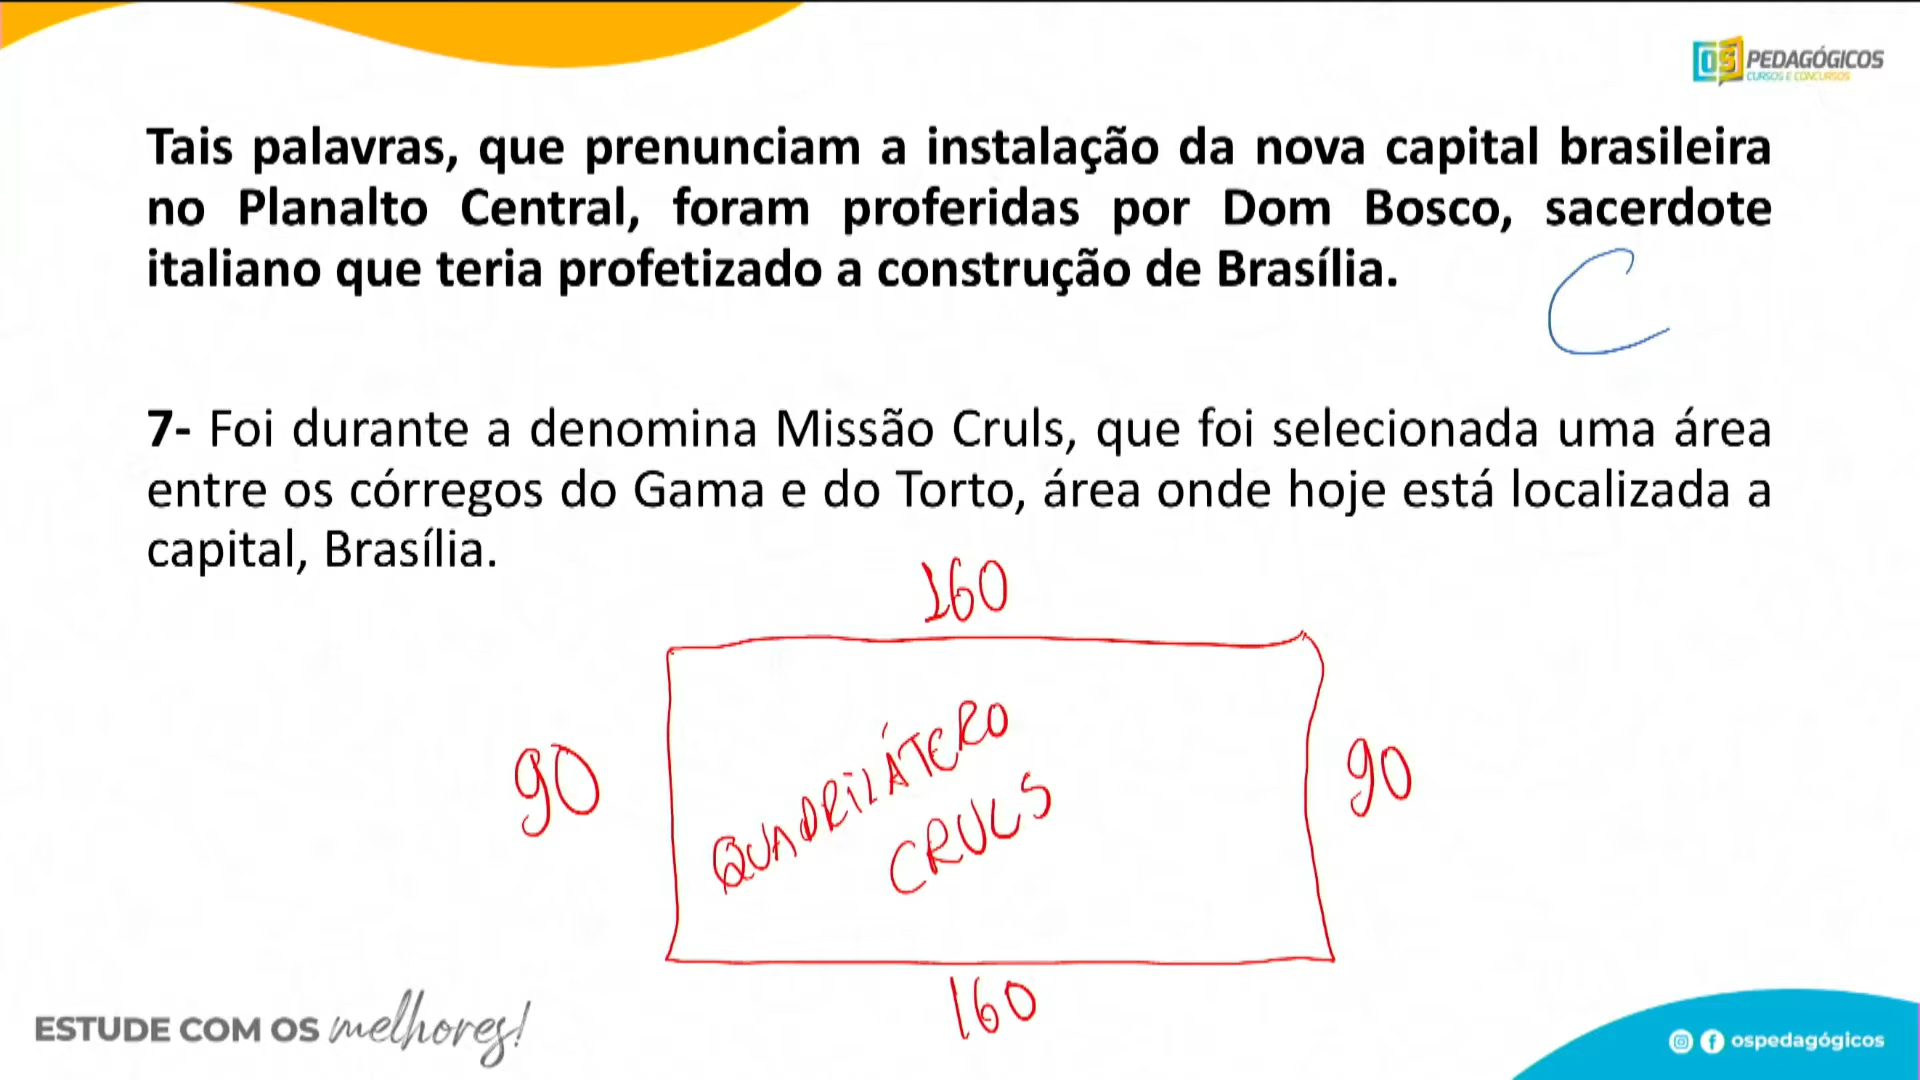 OS PEDAGÓGICOS
CURSOS E CONCURSOS
Tais palavras, que prenunciam a instalação da nova capital brasileira
no Planalto Central, foram proferidas por Dom Bosco, sacerdote
italiano que teria profetizado a construção de Brasília.
C
7- Foi durante a denomina Missão Cruls, que foi selecionada uma área
entre os córregos do Gama e do Torto, área onde hoje está localizada a
capital, Brasília.
160
90
QUADRILÁTERO
CRULS
90
160
ESTUDE COM OS melhores!
ospedagógicos